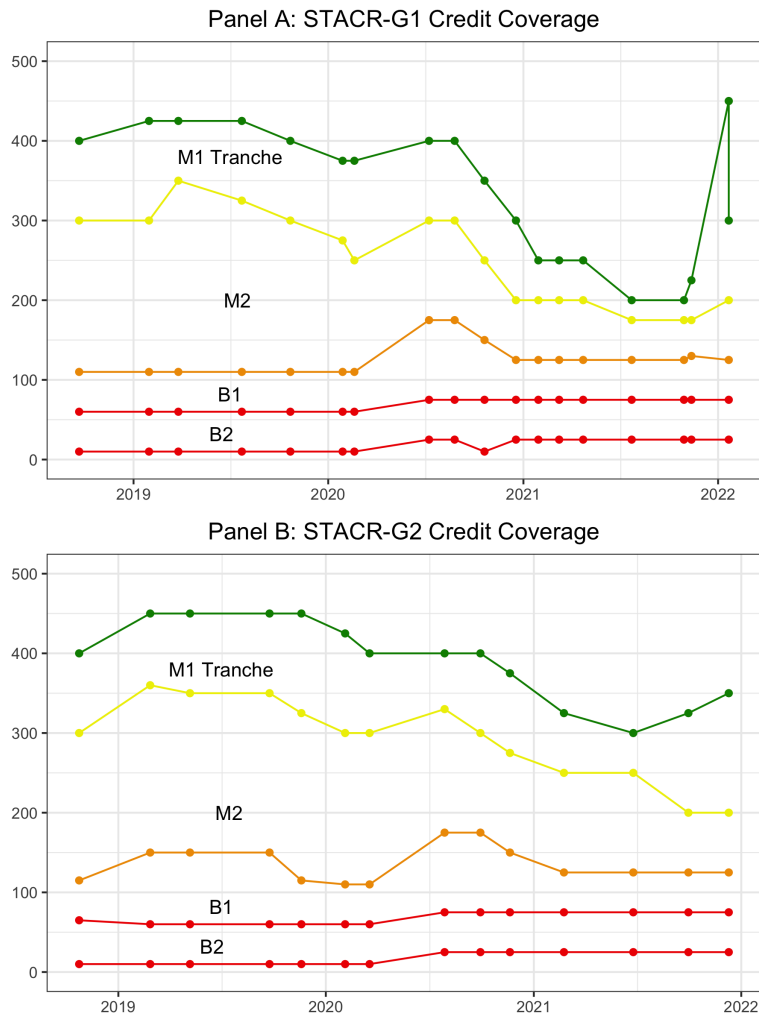 Panel A: STACR-G1 Credit Coverage
500
400
M1 Tranche
300
M2
200
100
B1
B2
0
2019 2020 2021 2022
Panel B: STACR-G2 Credit Coverage
500
400
M1 Tranche
300
M2
200
100
B1
B2
0
2019 2020 2021 2022